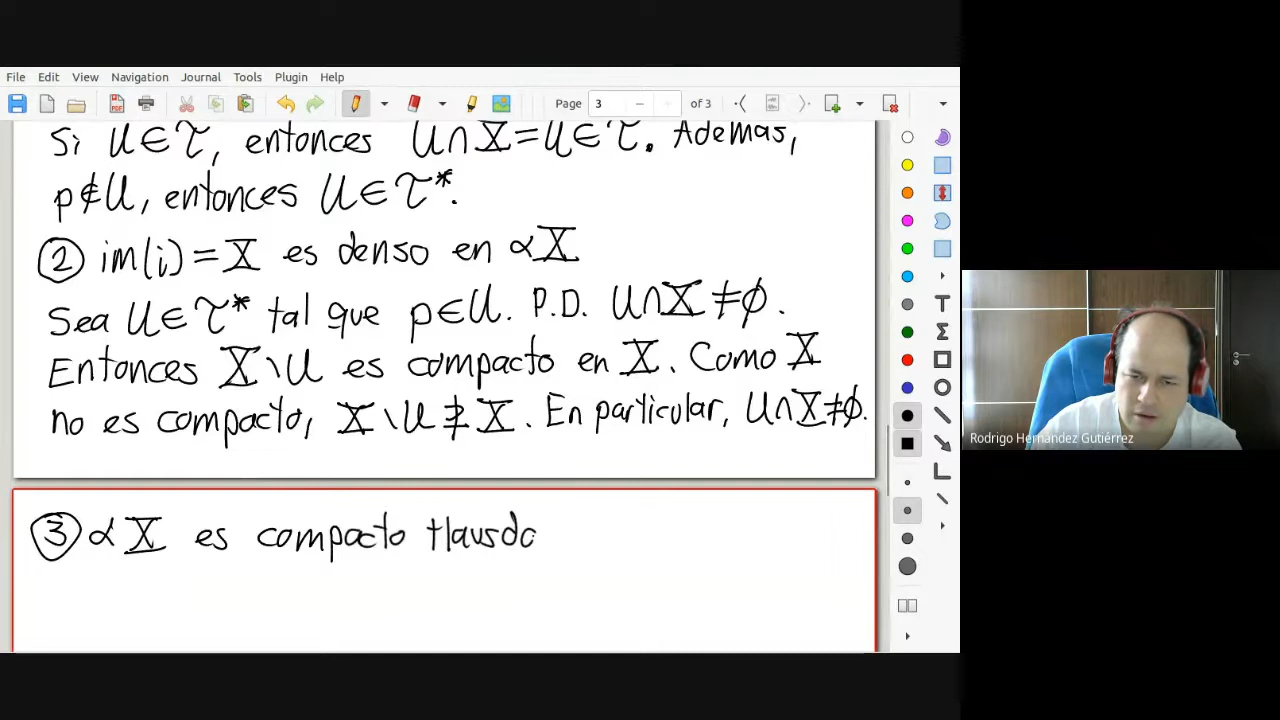 File Edit View Navigation Journal Tools Plugin Help
Page 3 of 3
Si U∈τ, entonces U∩X=U∈τ. Además,
p∉U, entonces U∈τ*.
② im(i)=X es denso en αX
Sea U∈τ* tal que p∈U. P.D. U∩X≠∅.
Entonces X\U es compacto en X. Como X
no es compacto, X\U⊉X. En particular, U∩X≠∅.
③ αX es compacto Hausdo
Rodrigo Hernández Gutiérrez